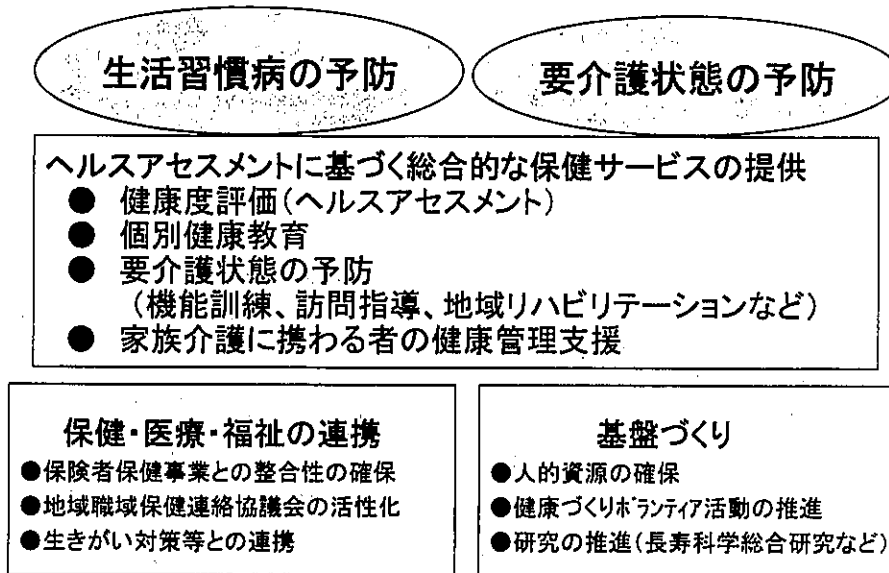 生活習慣病の予防
要介護状態の予防
ヘルスアセスメントに基づく総合的な保健サービスの提供
● 健康度評価(ヘルスアセスメント)
● 個別健康教育
● 要介護状態の予防
(機能訓練、訪問指導、地域リハビリテーションなど)
● 家族介護に携わる者の健康管理支援
保健・医療・福祉の連携
●保険者保健事業との整合性の確保
●地域職域保健連絡協議会の活性化
●生きがい対策等との連携
基盤づくり
●人的資源の確保
●健康づくりボランティア活動の推進
●研究の推進(長寿科学総合研究など)